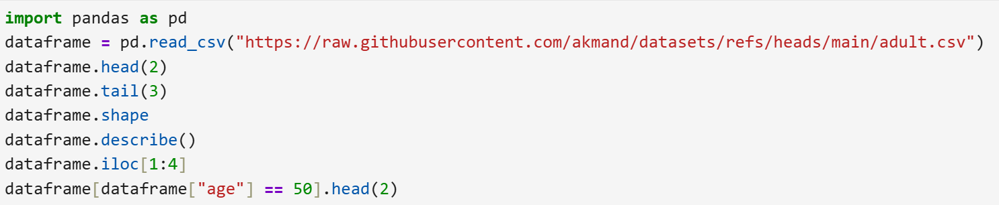 import pandas as pd
dataframe = pd.read_csv("https://raw.githubusercontent.com/akmand/datasets/refs/heads/main/adult.csv")
dataframe.head(2)
dataframe.tail(3)
dataframe.shape
dataframe.describe()
dataframe.iloc[1:4]
dataframe[dataframe["age"] == 50].head(2)